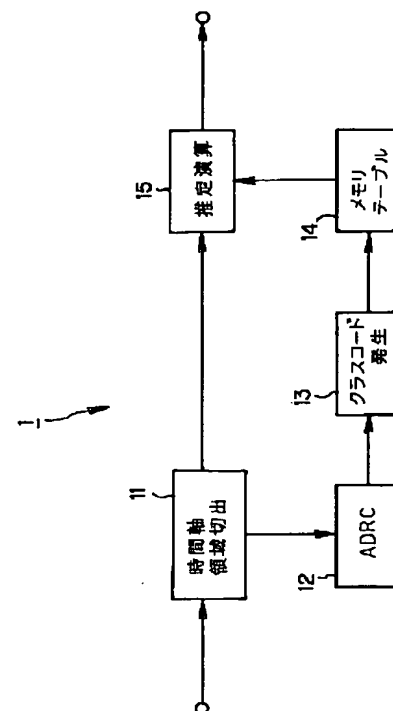 1
11
時間軸
領域切出
15
推定演算
12
ADRC
13
クラスコード
発生
14
メモリ
テーブル